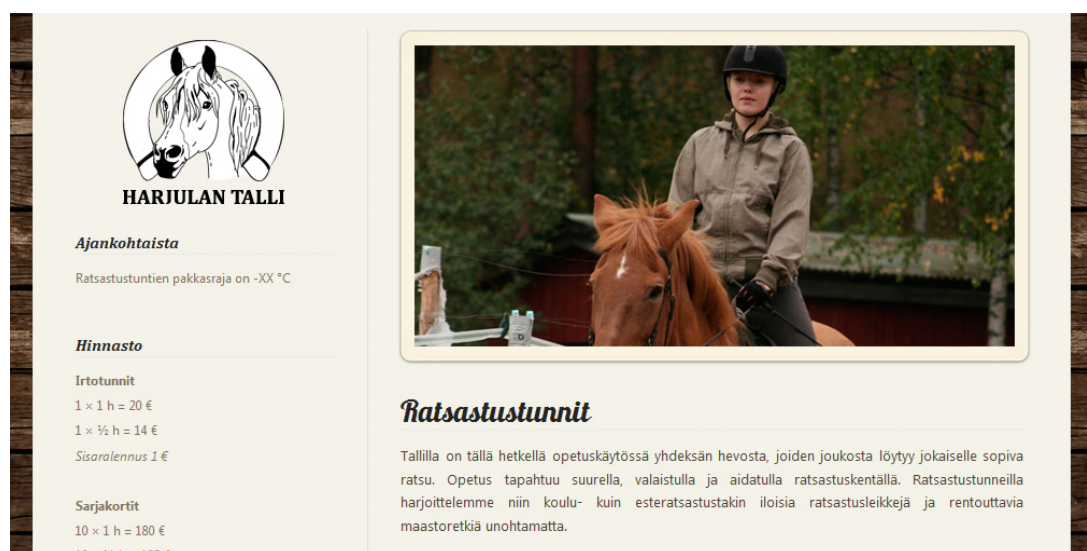 HARJULAN TALLI
Ajankohtaista
Ratsastustuntien pakkasraja on -XX °C
Hinnasto
Irtotunnit
1 × 1 h = 20 €
1 × ½ h = 14 €
Sisaralennus 1 €
Sarjakortit
10 × 1 h = 180 €
Ratsastustunnit
Tallilla on tällä hetkellä opetuskäytössä yhdeksän hevosta, joiden joukosta löytyy jokaiselle sopiva
ratsu. Opetus tapahtuu suurella, valaistulla ja aidatulla ratsastuskentällä. Ratsastustunneilla
harjoittelemme niin koulu- kuin esteratsastustakin iloisia ratsastusleikkejä ja rentouttavia
maastoretkiä unohtamatta.